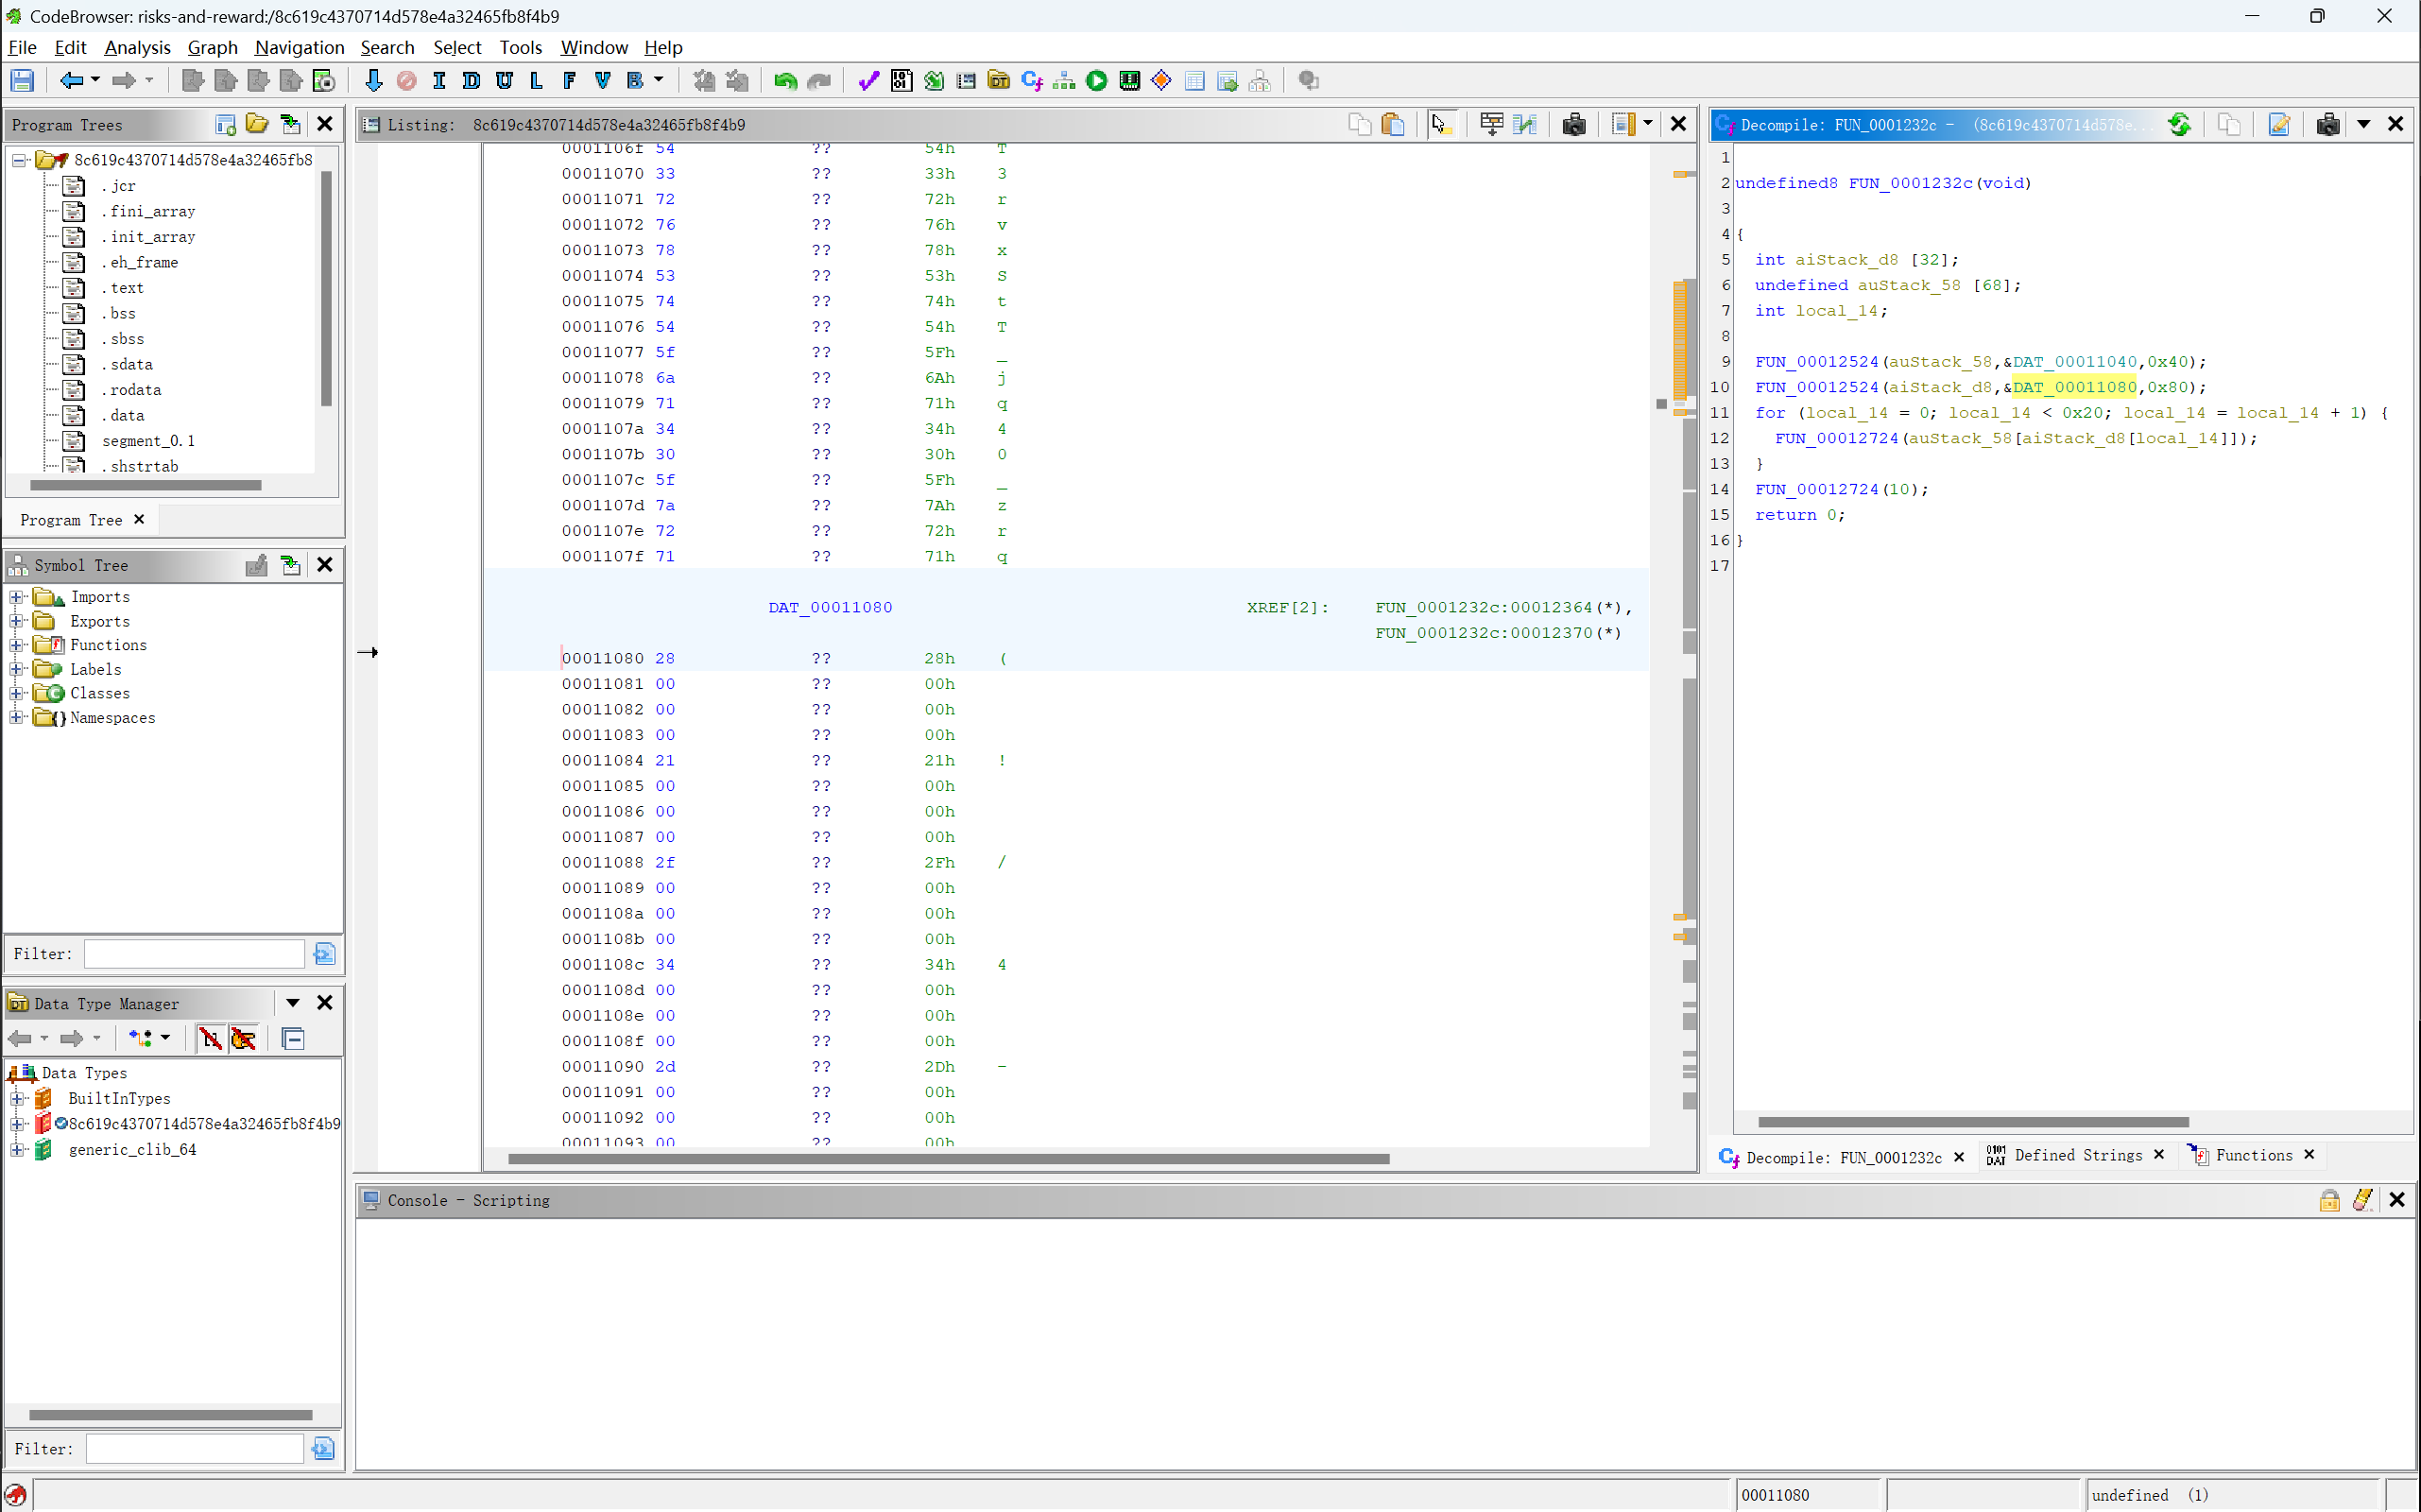 CodeBrowser: risks-and-reward:/8c619c4370714d578e4a32465fb8f4b9
File Edit Analysis Graph Navigation Search Select Tools Window Help
I D U L F V B
Program Trees
8c619c4370714d578e4a32465fb8
.jcr
.fini_array
.init_array
.eh_frame
.text
.bss
.sbss
.sdata
.rodata
.data
segment_0.1
.shstrtab
Program Tree
Symbol Tree
Imports
Exports
Functions
Labels
Classes
Namespaces
Filter:
Data Type Manager
Data Types
BuiltInTypes
8c619c4370714d578e4a32465fb8f4b9
generic_clib_64
Filter:
Listing: 8c619c4370714d578e4a32465fb8f4b9
0001106f 54 ?? 54h T
00011070 33 ?? 33h 3
00011071 72 ?? 72h r
00011072 76 ?? 76h v
00011073 78 ?? 78h x
00011074 53 ?? 53h S
00011075 74 ?? 74h t
00011076 54 ?? 54h T
00011077 5f ?? 5Fh _
00011078 6a ?? 6Ah j
00011079 71 ?? 71h q
0001107a 34 ?? 34h 4
0001107b 30 ?? 30h 0
0001107c 5f ?? 5Fh _
0001107d 7a ?? 7Ah z
0001107e 72 ?? 72h r
0001107f 71 ?? 71h q
DAT_00011080 XREF[2]: FUN_0001232c:00012364(*),
FUN_0001232c:00012370(*)
00011080 28 ?? 28h (
00011081 00 ?? 00h
00011082 00 ?? 00h
00011083 00 ?? 00h
00011084 21 ?? 21h !
00011085 00 ?? 00h
00011086 00 ?? 00h
00011087 00 ?? 00h
00011088 2f ?? 2Fh /
00011089 00 ?? 00h
0001108a 00 ?? 00h
0001108b 00 ?? 00h
0001108c 34 ?? 34h 4
0001108d 00 ?? 00h
0001108e 00 ?? 00h
0001108f 00 ?? 00h
00011090 2d ?? 2Dh -
00011091 00 ?? 00h
00011092 00 ?? 00h
00011093 00 ?? 00h
Decompile: FUN_0001232c - (8c619c4370714d578e...
1
2 undefined8 FUN_0001232c(void)
3
4 {
5 int aiStack_d8 [32];
6 undefined auStack_58 [68];
7 int local_14;
8
9 FUN_00012524(auStack_58,&DAT_00011040,0x40);
10 FUN_00012524(aiStack_d8,&DAT_00011080,0x80);
11 for (local_14 = 0; local_14 < 0x20; local_14 = local_14 + 1) {
12 FUN_00012724(auStack_58[aiStack_d8[local_14]]);
13 }
14 FUN_00012724(10);
15 return 0;
16 }
17
Decompile: FUN_0001232c Defined Strings Functions
Console - Scripting
00011080 undefined (1)